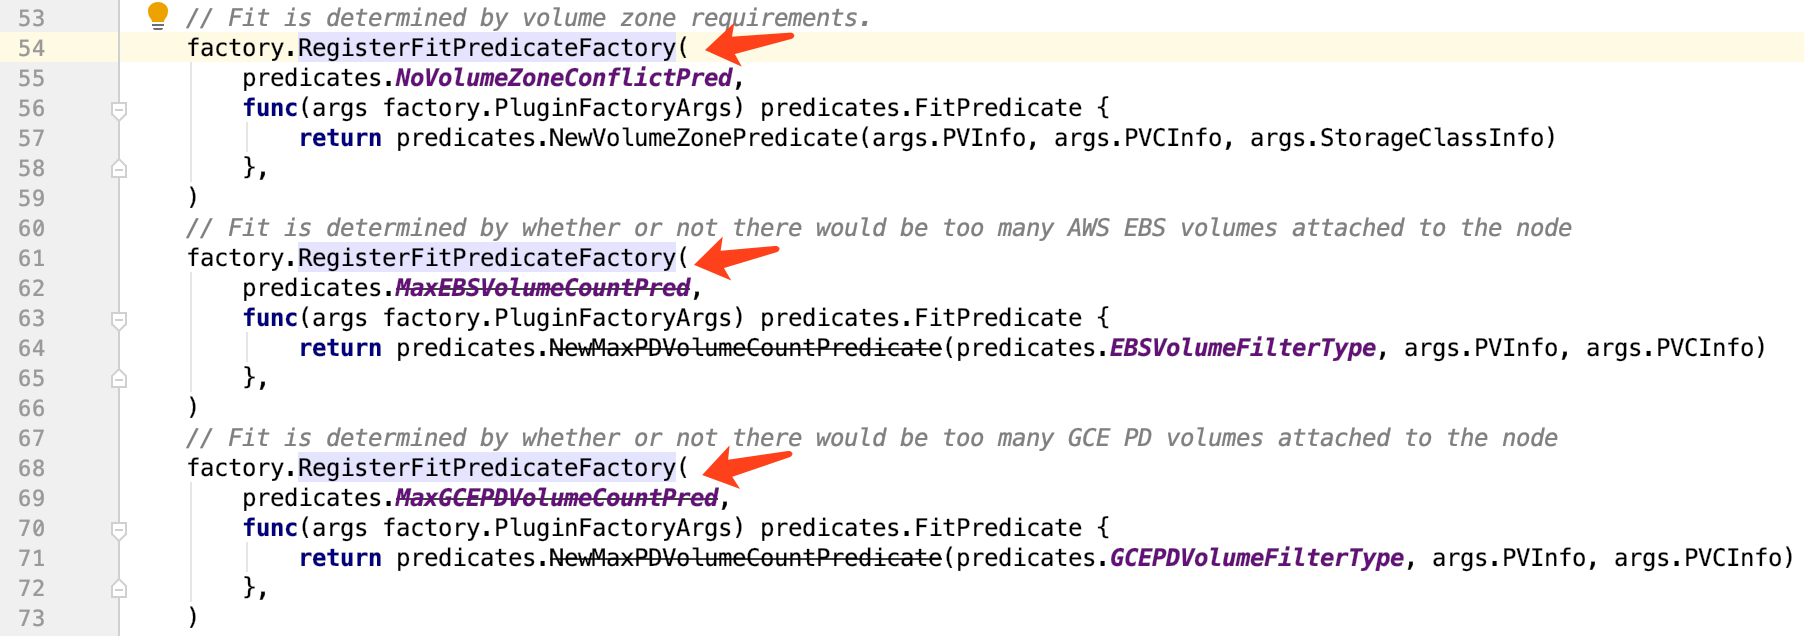 53 // Fit is determined by volume zone requirements.
54 factory.RegisterFitPredicateFactory(
55 predicates.NoVolumeZoneConflictPred,
56 func(args factory.PluginFactoryArgs) predicates.FitPredicate {
57 return predicates.NewVolumeZonePredicate(args.PVInfo, args.PVCInfo, args.StorageClassInfo)
58 },
59 )
60 // Fit is determined by whether or not there would be too many AWS EBS volumes attached to the node
61 factory.RegisterFitPredicateFactory(
62 predicates.MaxEBSVolumeCountPred,
63 func(args factory.PluginFactoryArgs) predicates.FitPredicate {
64 return predicates.NewMaxPDVolumeCountPredicate(predicates.EBSVolumeFilterType, args.PVInfo, args.PVCInfo)
65 },
66 )
67 // Fit is determined by whether or not there would be too many GCE PD volumes attached to the node
68 factory.RegisterFitPredicateFactory(
69 predicates.MaxGCEPDVolumeCountPred,
70 func(args factory.PluginFactoryArgs) predicates.FitPredicate {
71 return predicates.NewMaxPDVolumeCountPredicate(predicates.GCEPDVolumeFilterType, args.PVInfo, args.PVCInfo)
72 },
73 )